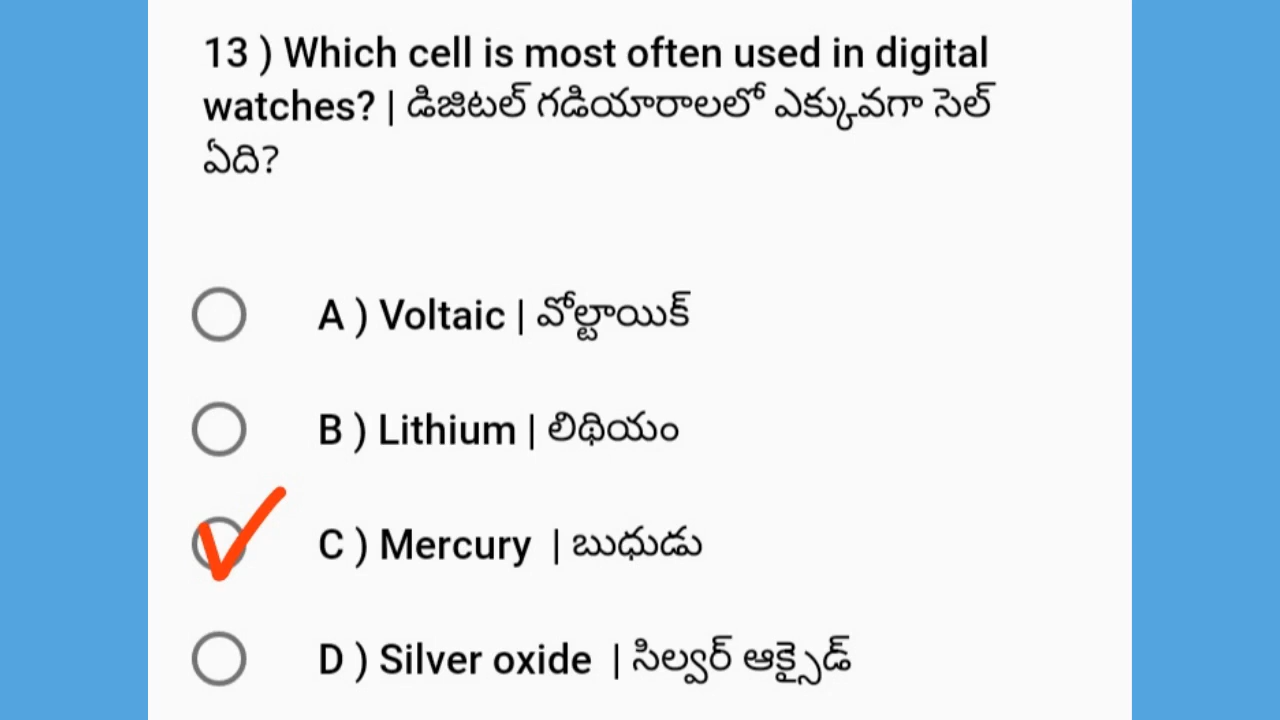 13 ) Which cell is most often used in digital
watches? | డిజిటల్ గడియారాలలో ఎక్కువగా సెల్
ఏది?
A ) Voltaic | వోల్టాయిక్
B ) Lithium | లిథియం
C ) Mercury | బుధుడు
D ) Silver oxide | సిల్వర్ ఆక్సైడ్